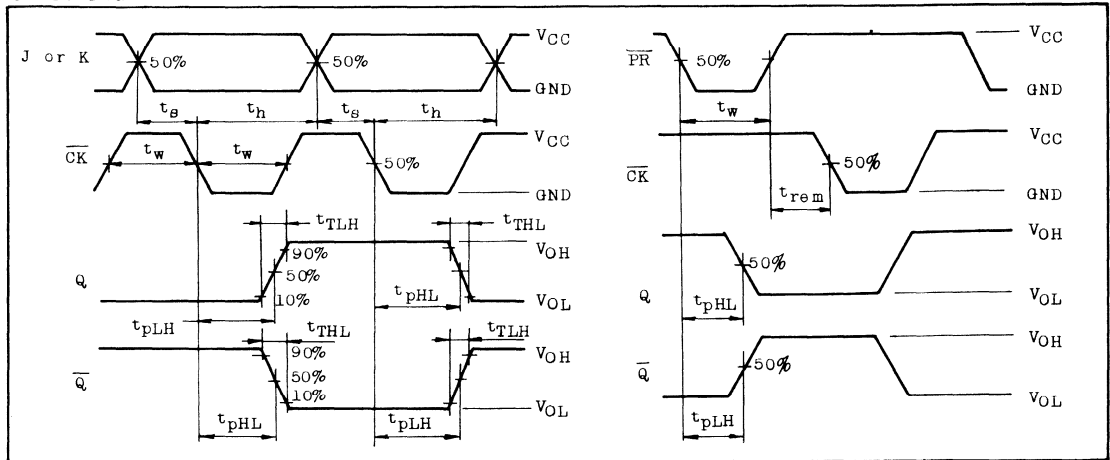 J or K
50%
50%
VCC
GND
ts
th
ts
th
CK
tw
tw
50%
VCC
GND
tTLH
tTHL
Q
90%
50%
10%
VOH
VOL
tpLH
tpHL
tTHL
tTLH
Q
90%
50%
10%
VOH
VOL
tpHL
tpLH
PR
50%
VCC
GND
tw
CK
50%
VCC
GND
trem
Q
50%
VOH
VOL
tpHL
Q
50%
VOH
VOL
tpLH